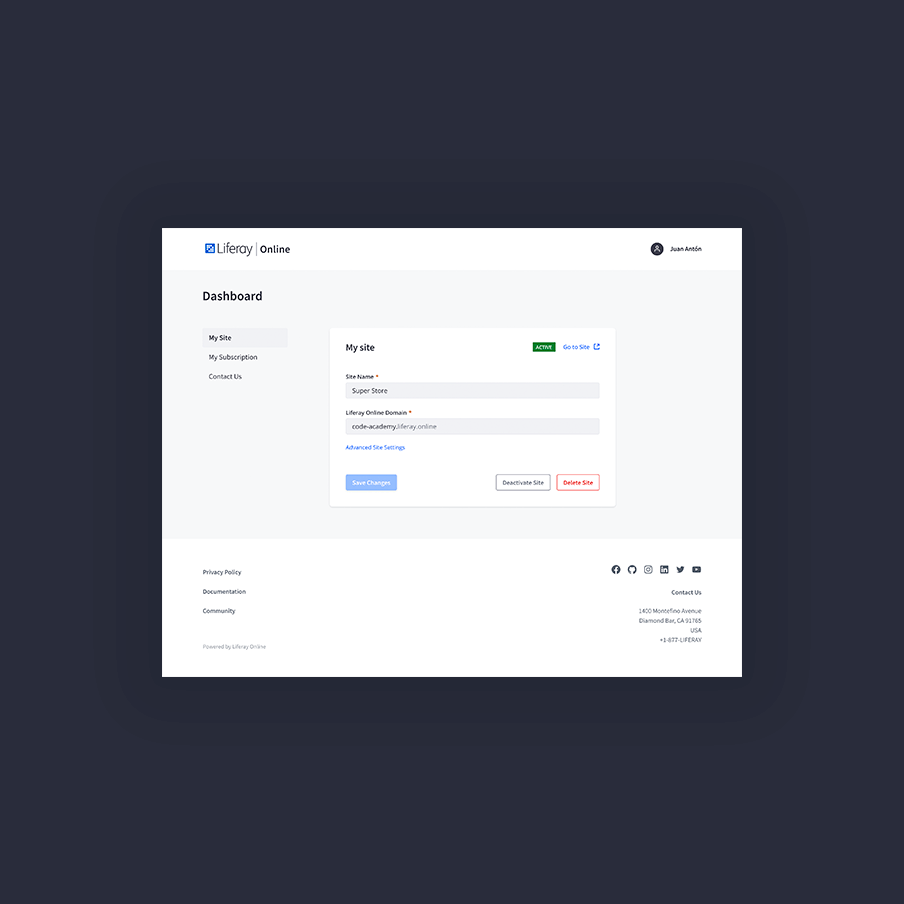 Liferay | Online
Juan Antón
Dashboard
My Site
My Subscription
Contact Us
My site
ACTIVE
Go to Site
Site Name *
Super Store
Liferay Online Domain *
code-academy.liferay.online
Advanced Site Settings
Save Changes
Deactivate Site
Delete Site
Privacy Policy
Documentation
Community
Powered by Liferay Online
Contact Us
1400 Montefino Avenue
Diamond Bar, CA 91765
USA
+1-877-LIFERAY